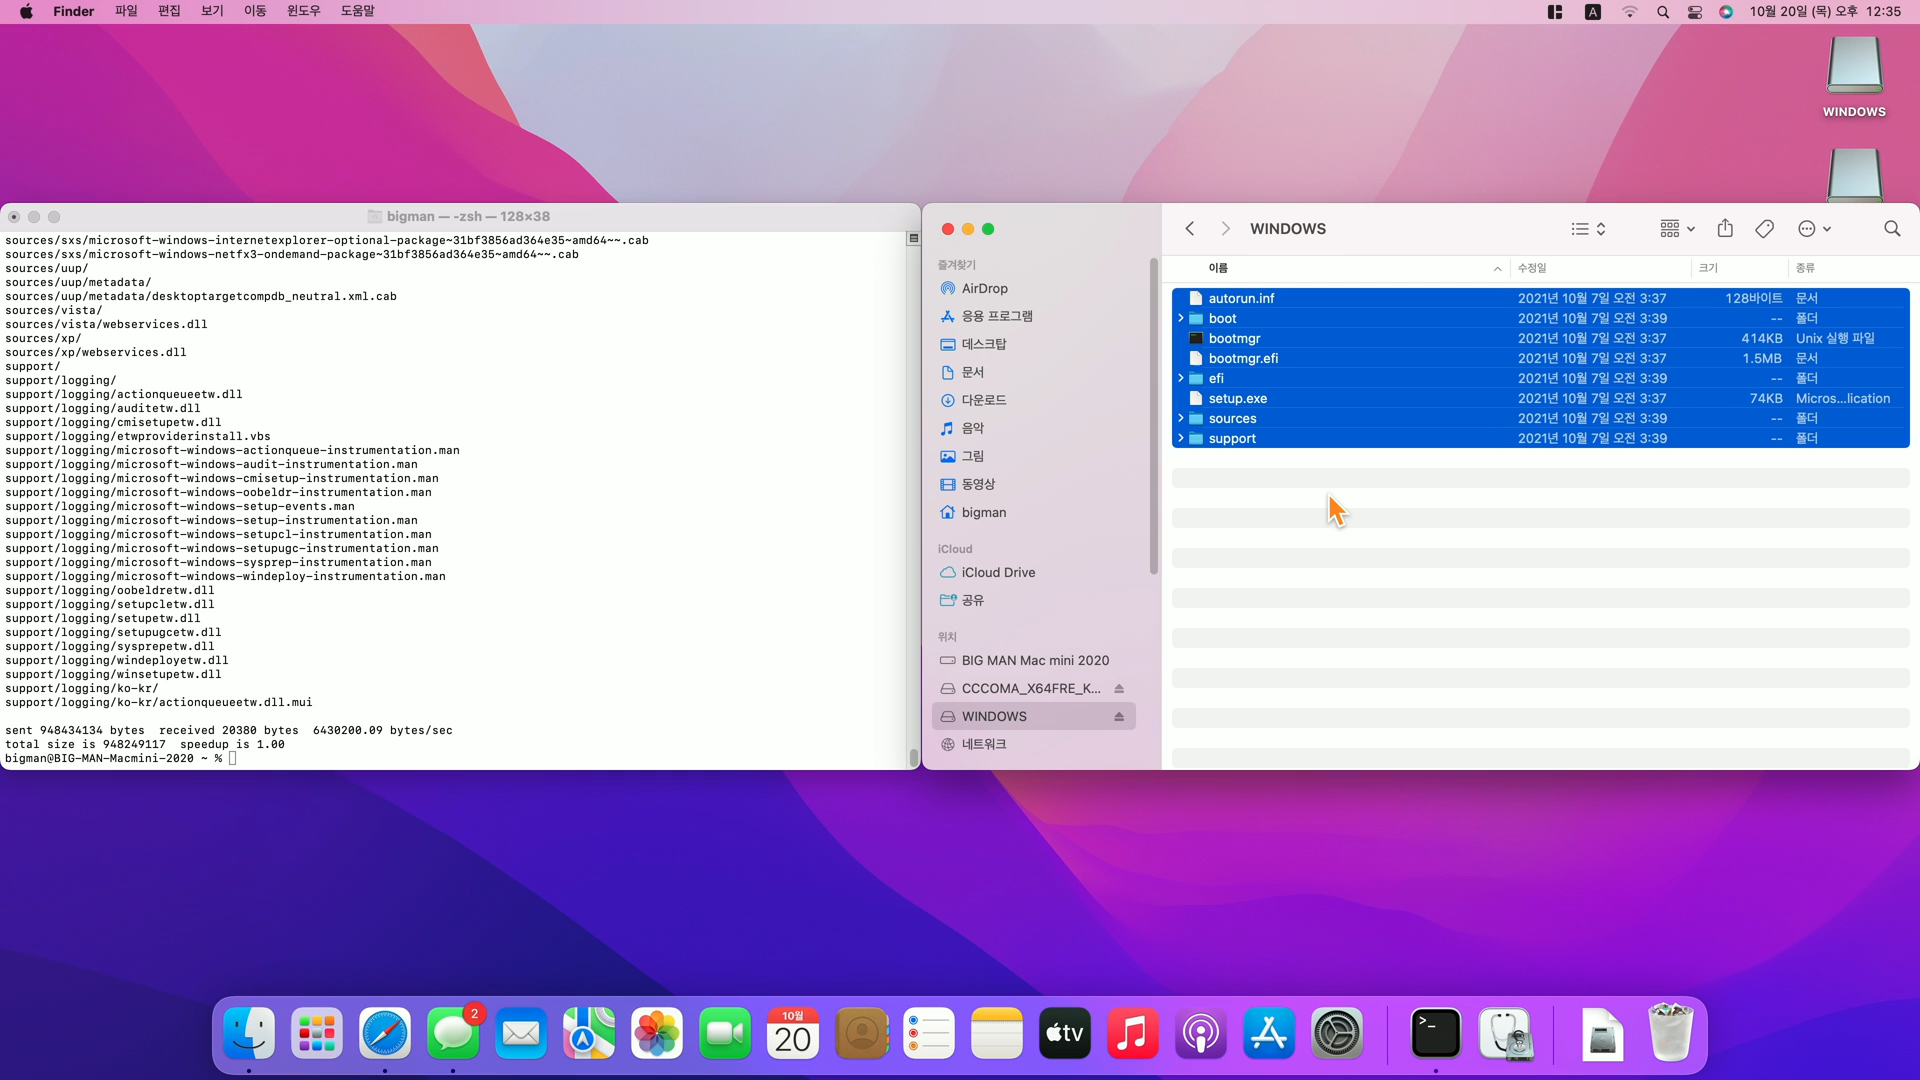 Finder 파일 편집 보기 이동 윈도우 도움말
A 10월 20일 (목) 오후 12:35
WINDOWS
bigman — -zsh — 128×38
sources/sxs/microsoft-windows-internetexplorer-optional-package~31bf3856ad364e35~amd64~~.cab
sources/sxs/microsoft-windows-netfx3-ondemand-package~31bf3856ad364e35~amd64~~.cab
sources/uup/
sources/uup/metadata/
sources/uup/metadata/desktoptargetcompdb_neutral.xml.cab
sources/vista/
sources/vista/webservices.dll
sources/xp/
sources/xp/webservices.dll
support/
support/logging/
support/logging/actionqueueetw.dll
support/logging/auditetw.dll
support/logging/cmisetupetw.dll
support/logging/etwproviderinstall.vbs
support/logging/microsoft-windows-actionqueue-instrumentation.man
support/logging/microsoft-windows-audit-instrumentation.man
support/logging/microsoft-windows-cmisetup-instrumentation.man
support/logging/microsoft-windows-oobeldr-instrumentation.man
support/logging/microsoft-windows-setup-events.man
support/logging/microsoft-windows-setup-instrumentation.man
support/logging/microsoft-windows-setupcl-instrumentation.man
support/logging/microsoft-windows-setupugc-instrumentation.man
support/logging/microsoft-windows-sysprep-instrumentation.man
support/logging/microsoft-windows-windeploy-instrumentation.man
support/logging/oobeldretw.dll
support/logging/setupcletw.dll
support/logging/setupetw.dll
support/logging/setupugcetw.dll
support/logging/sysprepetw.dll
support/logging/windeployetw.dll
support/logging/winsetupetw.dll
support/logging/ko-kr/
support/logging/ko-kr/actionqueueetw.dll.mui
sent 948434134 bytes  received 20380 bytes  6430200.09 bytes/sec
total size is 948249117  speedup is 1.00
bigman@BIG-MAN-Macmini-2020 ~ %
즐겨찾기
AirDrop
응용 프로그램
데스크탑
문서
다운로드
음악
그림
동영상
bigman
iCloud
iCloud Drive
공유
위치
BIG MAN Mac mini 2020
CCCOMA_X64FRE_K...
WINDOWS
네트워크
WINDOWS
이름 수정일 크기 종류
autorun.inf 2021년 10월 7일 오전 3:37 128바이트 문서
boot 2021년 10월 7일 오전 3:39 -- 폴더
bootmgr 2021년 10월 7일 오전 3:37 414KB Unix 실행 파일
bootmgr.efi 2021년 10월 7일 오전 3:37 1.5MB 문서
efi 2021년 10월 7일 오전 3:39 -- 폴더
setup.exe 2021년 10월 7일 오전 3:37 74KB Micros...lication
sources 2021년 10월 7일 오전 3:39 -- 폴더
support 2021년 10월 7일 오전 3:39 -- 폴더
2
10월
20
tv
>_